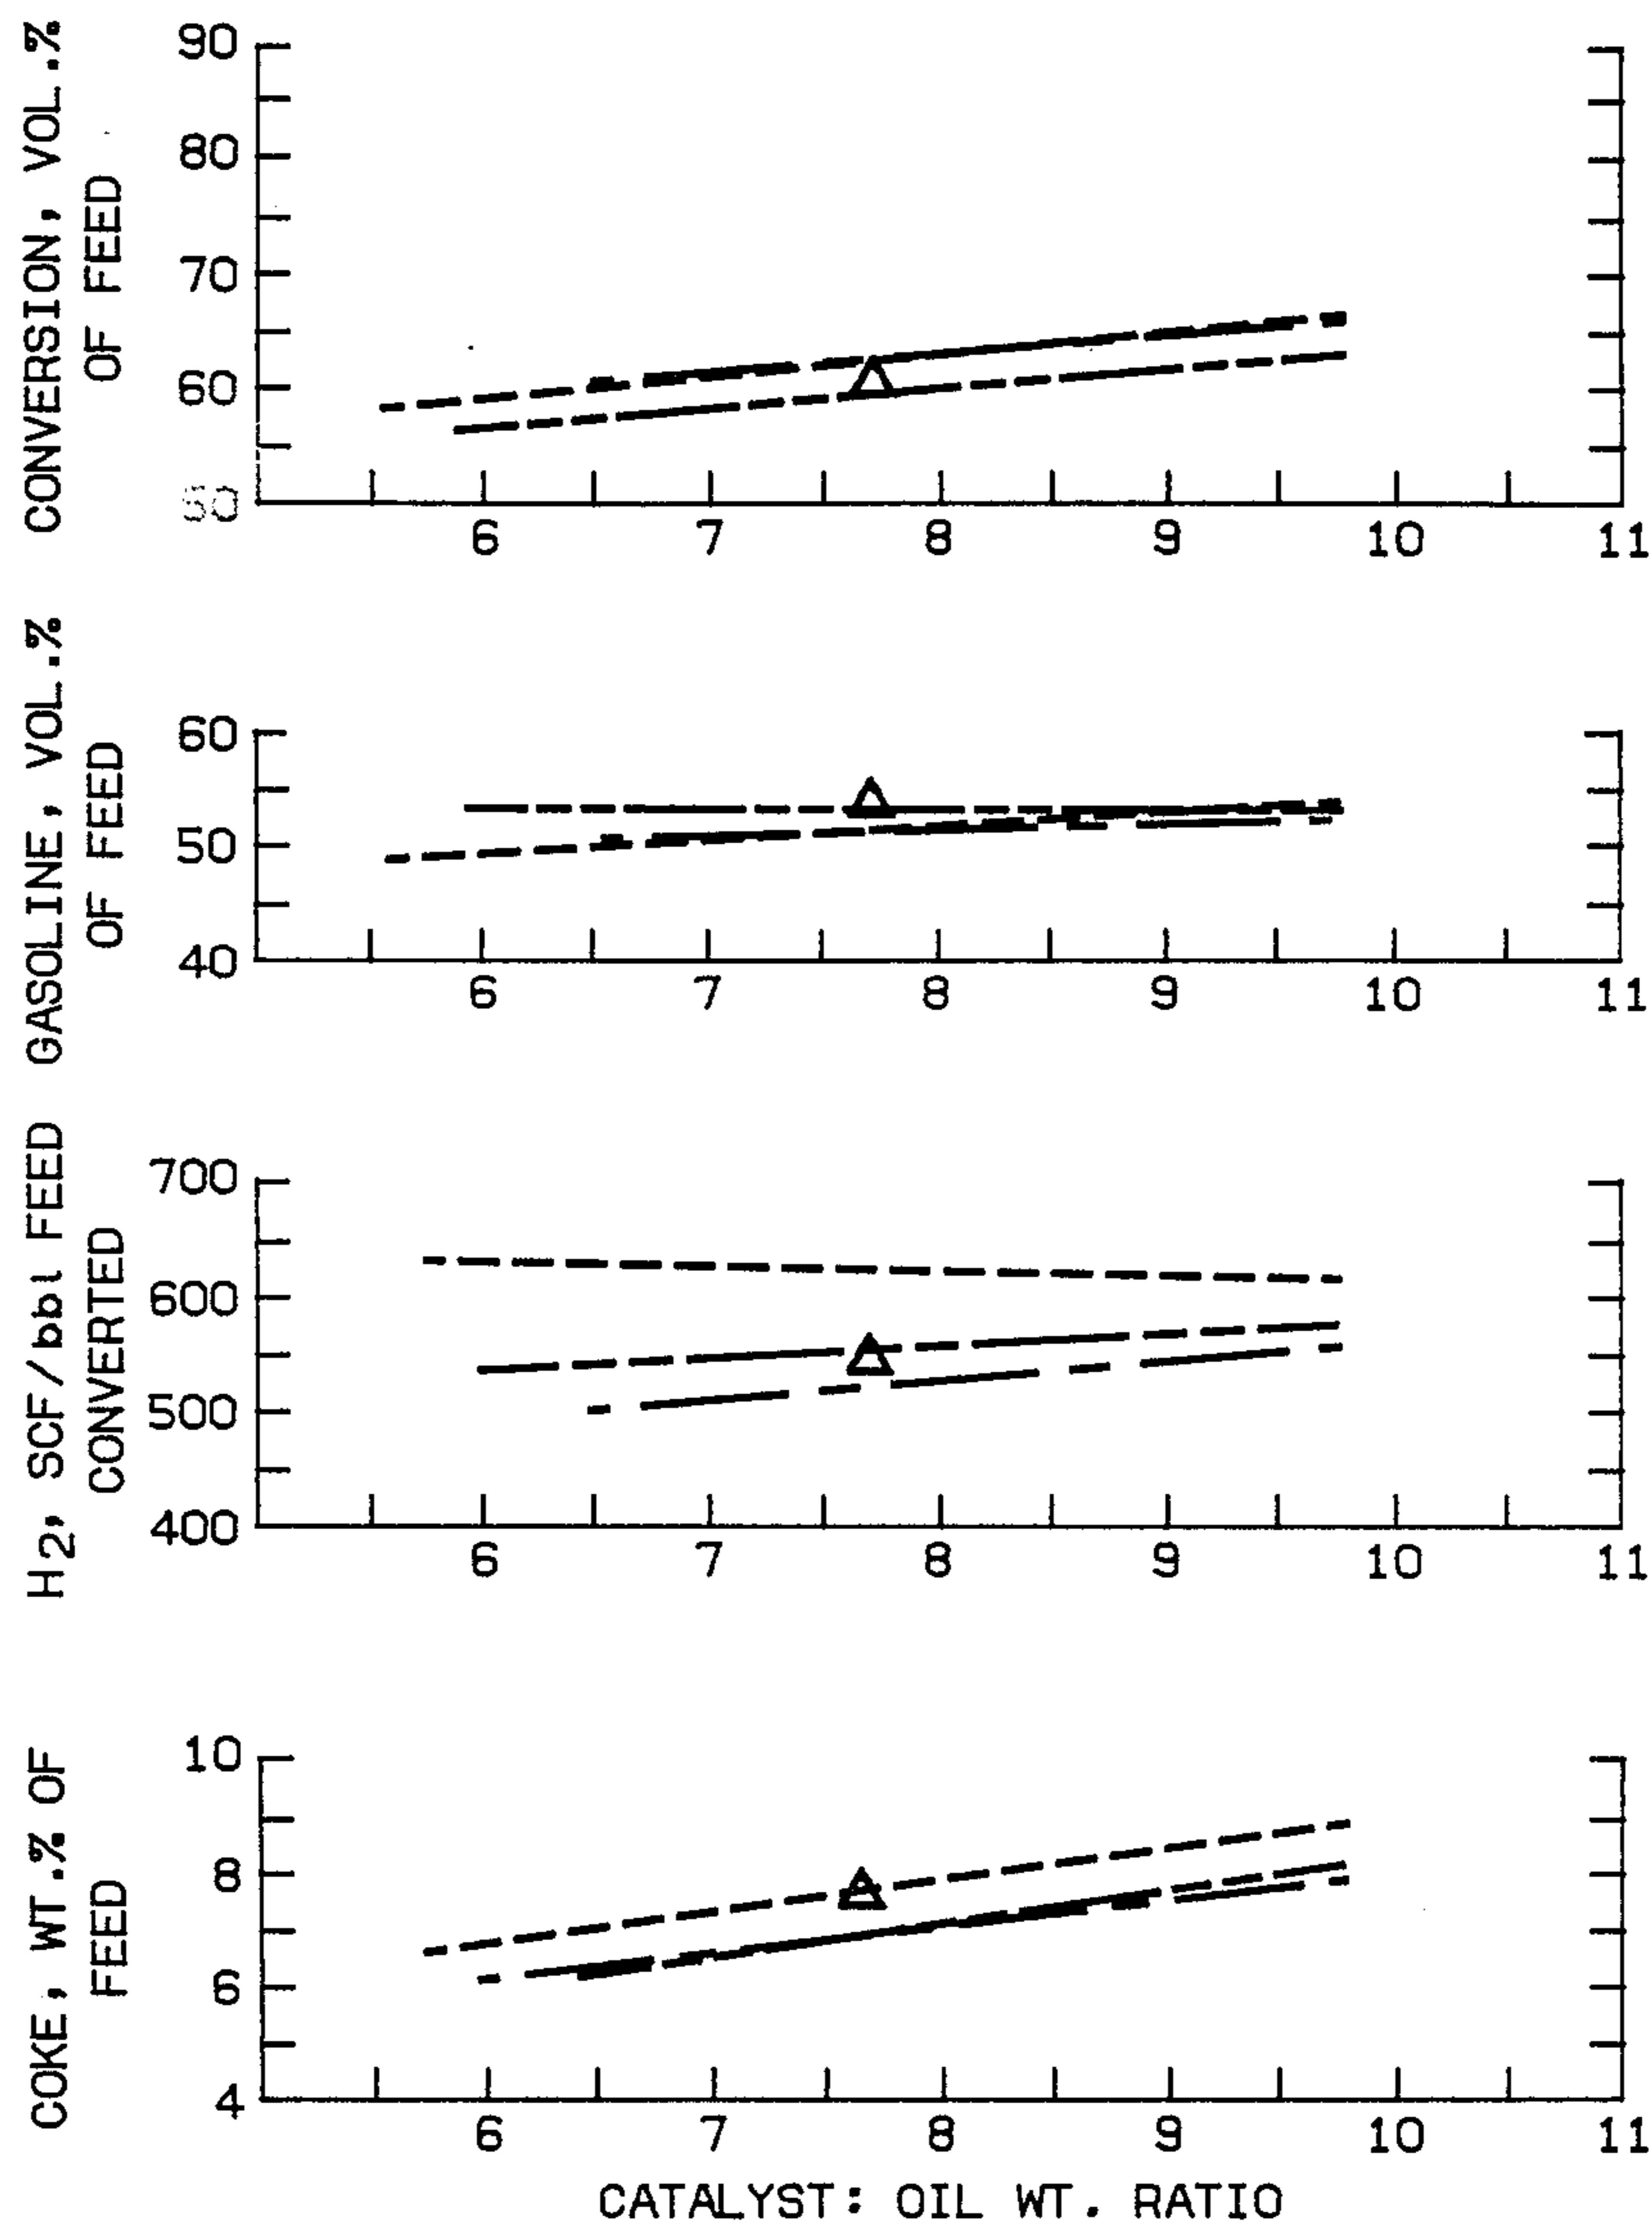 CONVERSION, VOL.%
OF FEED
90
80
70
60
50
6 7 8 9 10 11
GASOLINE, VOL.%
OF FEED
60
50
40
6 7 8 9 10 11
H2, SCF/bbl FEED
CONVERTED
700
600
500
400
6 7 8 9 10 11
COKE, WT.% OF
FEED
10
8
6
4
6 7 8 9 10 11
CATALYST: OIL WT. RATIO